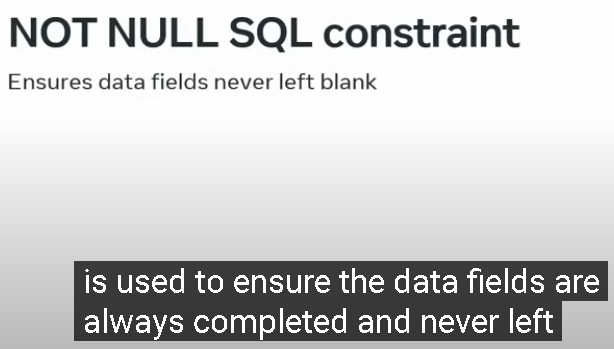 NOT NULL SQL constraint
Ensures data fields never left blank
is used to ensure the data fields are
always completed and never left